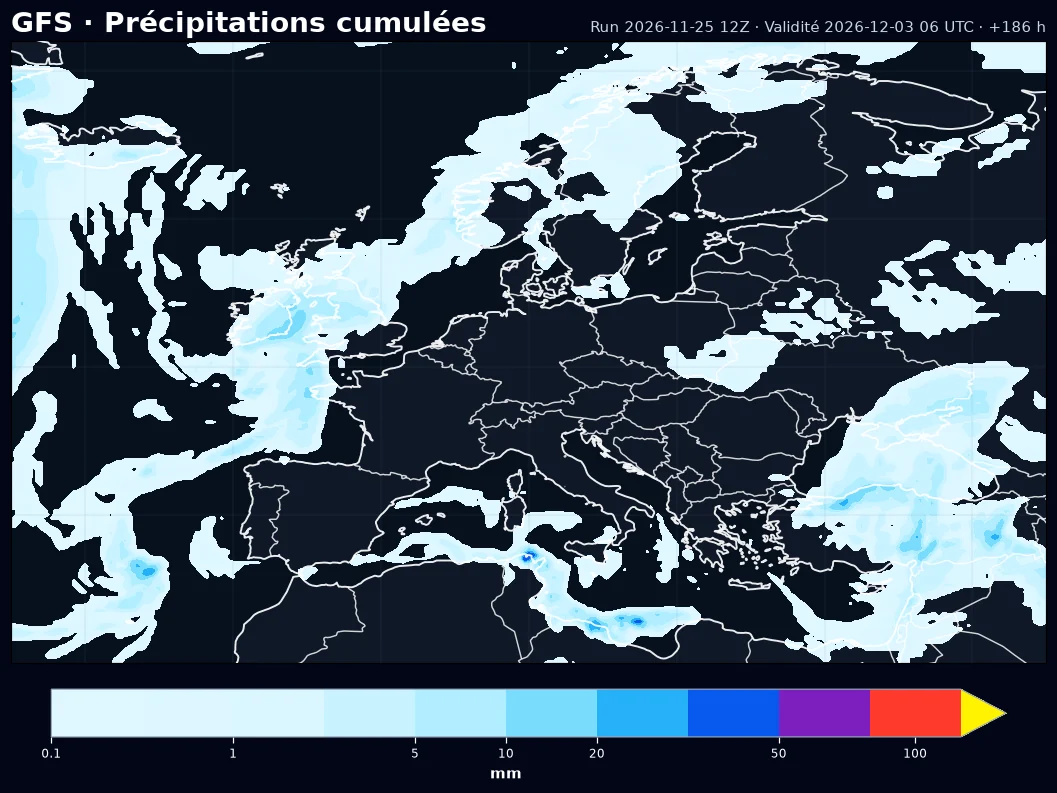 GFS · Précipitations cumulées
Run 2026-11-25 12Z · Validité 2026-12-03 06 UTC · +186 h
0.1 1 5 10 20 50 100
mm